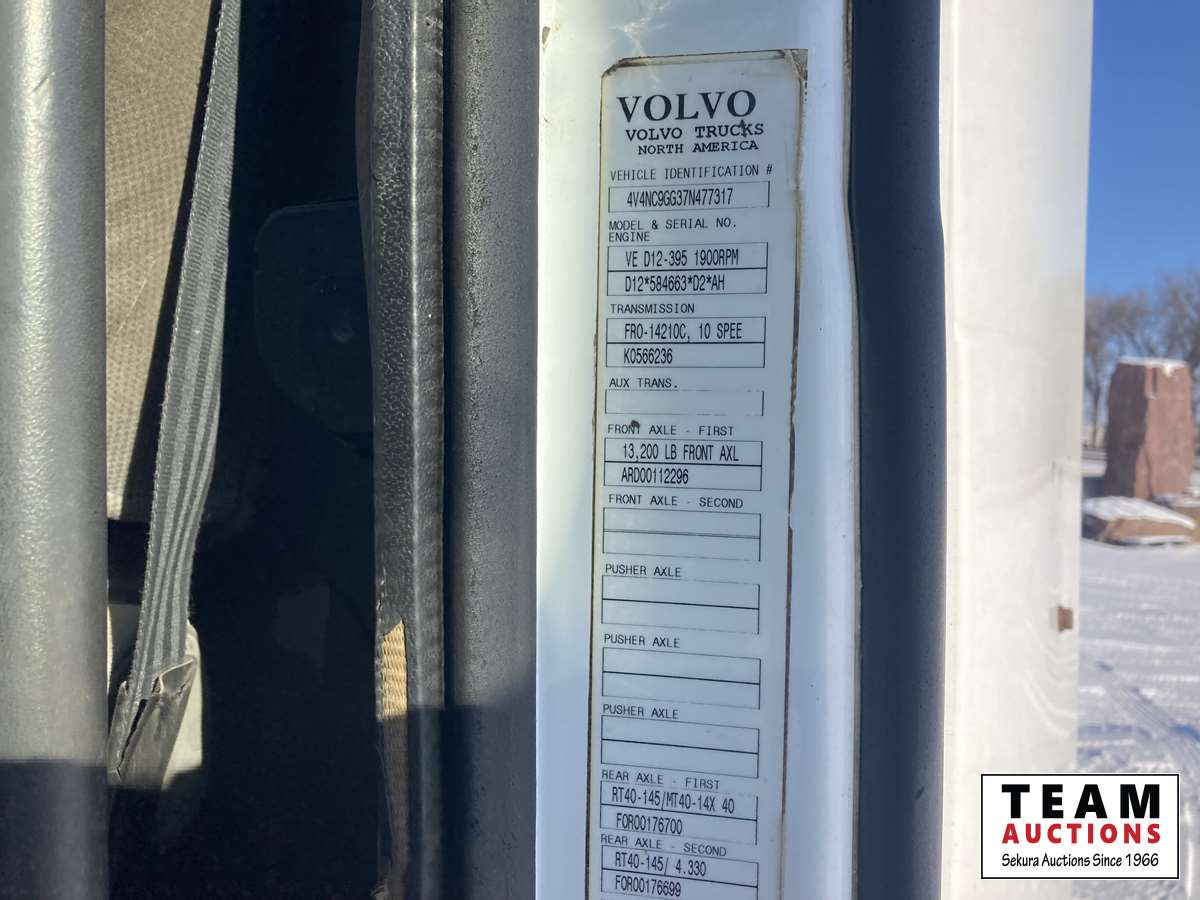 VOLVO
VOLVO TRUCKS
NORTH AMERICA
VEHICLE IDENTIFICATION #
4V4NC9GG37N477317
MODEL & SERIAL NO.
ENGINE
VE D12-395 1900RPM
D12*584663*D2*AH
TRANSMISSION
FRO-14210C, 10 SPEE
K0566236
AUX TRANS.
FRONT AXLE - FIRST
13,200 LB FRONT AXL
ARD00112296
FRONT AXLE - SECOND
PUSHER AXLE
PUSHER AXLE
PUSHER AXLE
REAR AXLE - FIRST
RT40-145/MT40-14X 40
FOR00176700
REAR AXLE - SECOND
RT40-145/ 4.330
FOR00176699
TEAM
AUCTIONS
Sekura Auctions Since 1966